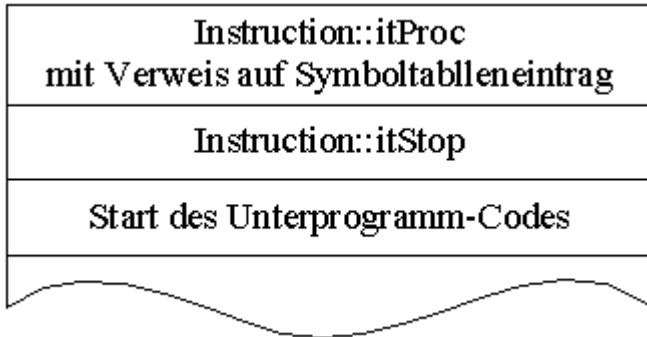 Instruction::itProc
mit Verweis auf Symboltablleneintrag
Instruction::itStop
Start des Unterprogramm-Codes